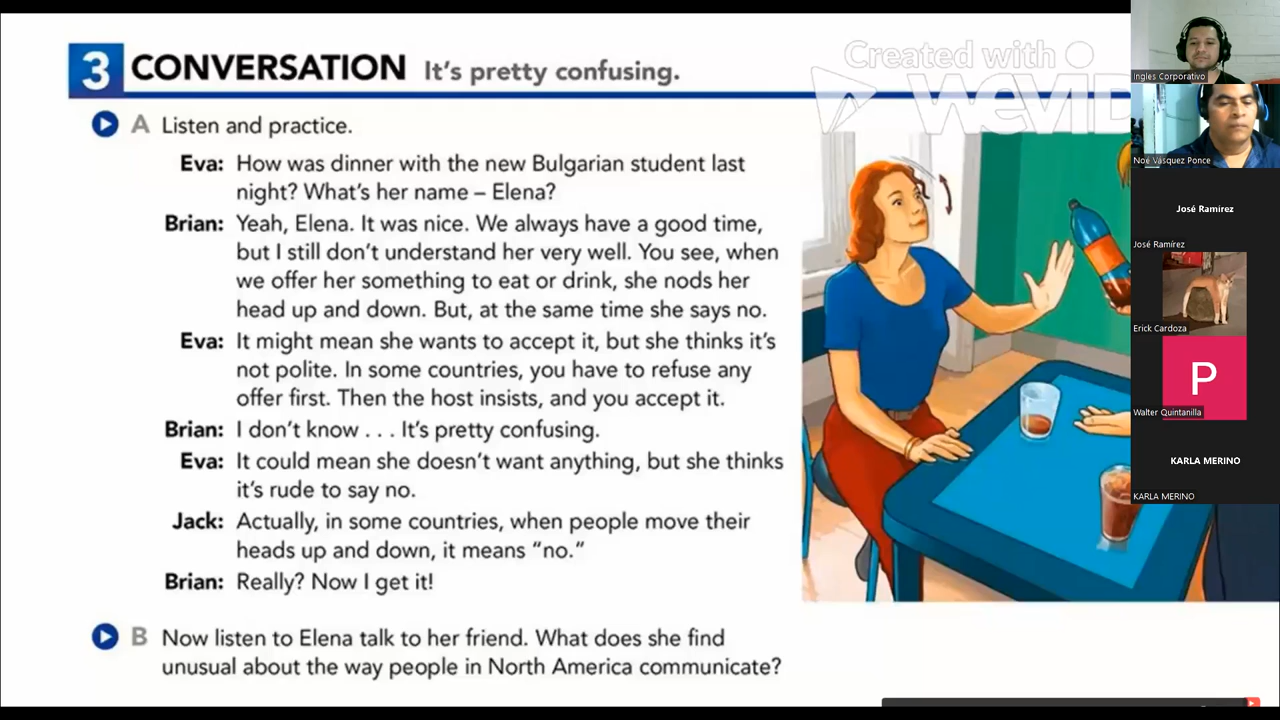 3 CONVERSATION It's pretty confusing.
Created with
WEVID
A Listen and practice.
Eva: How was dinner with the new Bulgarian student last
night? What's her name – Elena?
Brian: Yeah, Elena. It was nice. We always have a good time,
but I still don't understand her very well. You see, when
we offer her something to eat or drink, she nods her
head up and down. But, at the same time she says no.
Eva: It might mean she wants to accept it, but she thinks it's
not polite. In some countries, you have to refuse any
offer first. Then the host insists, and you accept it.
Brian: I don't know . . . It's pretty confusing.
Eva: It could mean she doesn't want anything, but she thinks
it's rude to say no.
Jack: Actually, in some countries, when people move their
heads up and down, it means “no.”
Brian: Really? Now I get it!
B Now listen to Elena talk to her friend. What does she find
unusual about the way people in North America communicate?
Ingles Corporativo
Noé Vásquez Ponce
José Ramírez
José Ramírez
Erick Cardoza
P
Walter Quintanilla
KARLA MERINO
KARLA MERINO